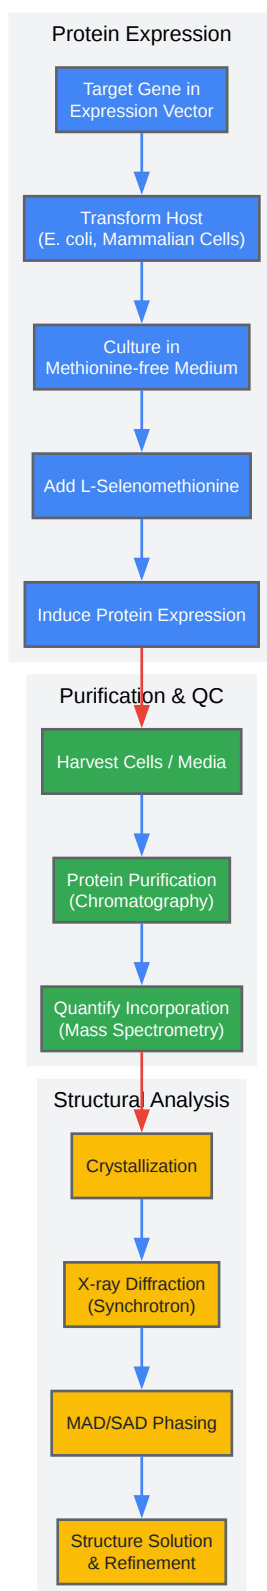 Protein Expression
Target Gene in
Expression Vector
Transform Host
(E. coli, Mammalian Cells)
Culture in
Methionine-free Medium
Add L-Selenomethionine
Induce Protein Expression
Purification & QC
Harvest Cells / Media
Protein Purification
(Chromatography)
Quantify Incorporation
(Mass Spectrometry)
Structural Analysis
Crystallization
X-ray Diffraction
(Synchrotron)
MAD/SAD Phasing
Structure Solution
& Refinement